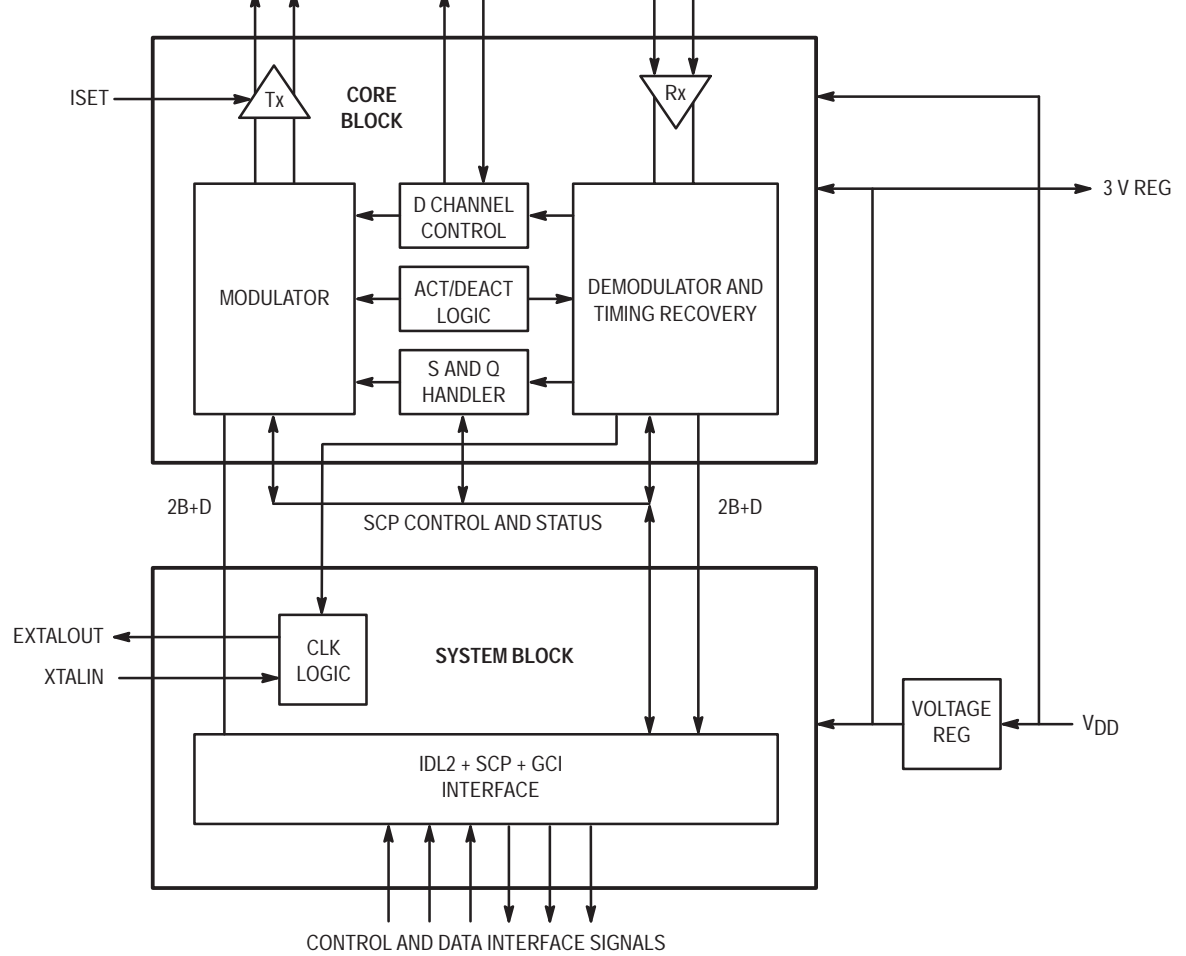 ISET
Tx
CORE
BLOCK
Rx
3 V REG
D CHANNEL
CONTROL
MODULATOR
ACT/DEACT
LOGIC
DEMODULATOR AND
TIMING RECOVERY
S AND Q
HANDLER
2B+D
SCP CONTROL AND STATUS
2B+D
EXTALOUT
XTALIN
CLK
LOGIC
SYSTEM BLOCK
VOLTAGE
REG
VDD
IDL2 + SCP + GCI
INTERFACE
CONTROL AND DATA INTERFACE SIGNALS